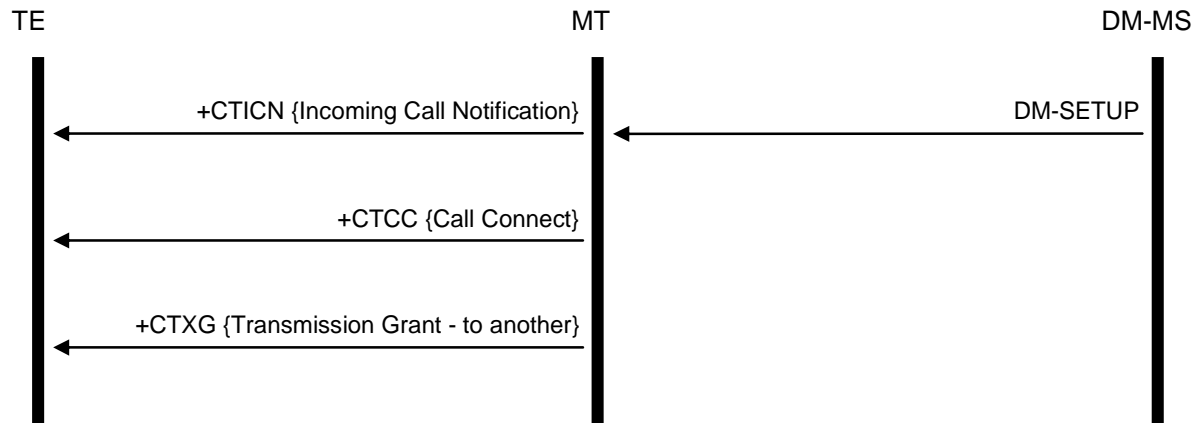 TE
MT
DM-MS
+CTICN {Incoming Call Notification}
DM-SETUP
+CTCC {Call Connect}
+CTXG {Transmission Grant - to another}